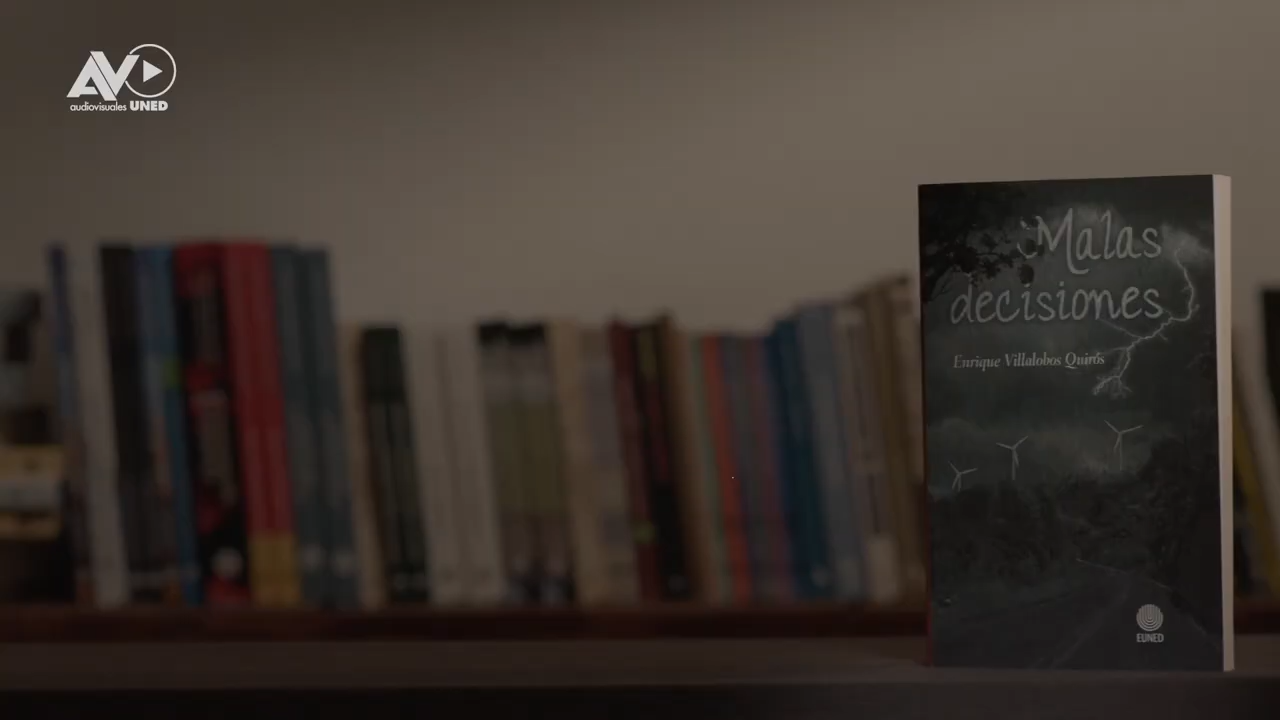 AV
audiovisuales UNED
Malas
decisiones
Enrique Villalobos Quirós
EUNED